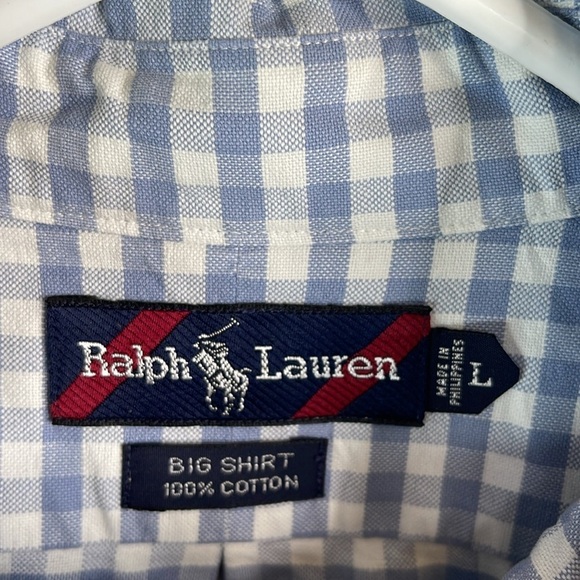 Ralph Lauren
MADE IN
PHILIPPINES
L
BIG SHIRT
100% COTTON